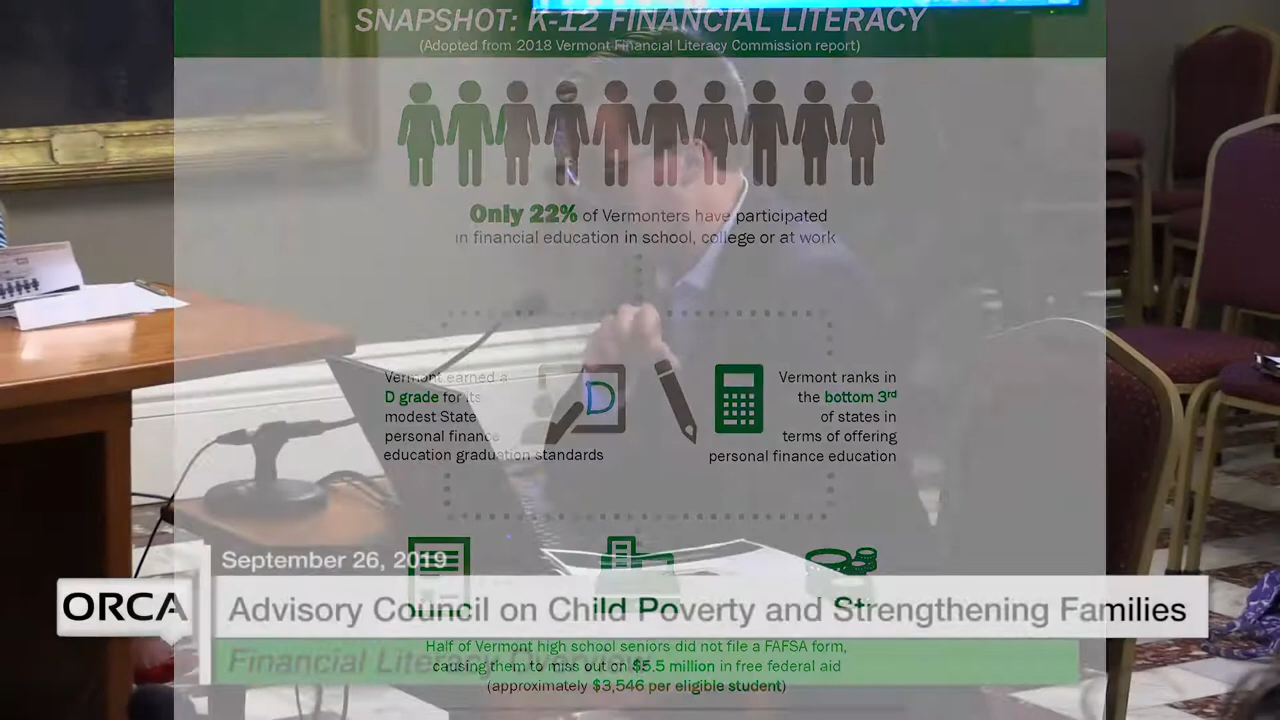 SNAPSHOT: K-12 FINANCIAL LITERACY
(Adopted from 2018 Vermont Financial Literacy Commission report)
Only 22% of Vermonters have participated
in financial education in school, college or at work
Vermont earned a
D grade for its
modest State
personal finance
education graduation standards
D
Vermont ranks in
the bottom 3rd
of states in
terms of offering
personal finance education
September 26, 2019
ORCA
Advisory Council on Child Poverty and Strengthening Families
Financial Literacy
Half of Vermont high school seniors did not file a FAFSA form,
causing them to miss out on $5.5 million in free federal aid
(approximately $3,546 per eligible student)